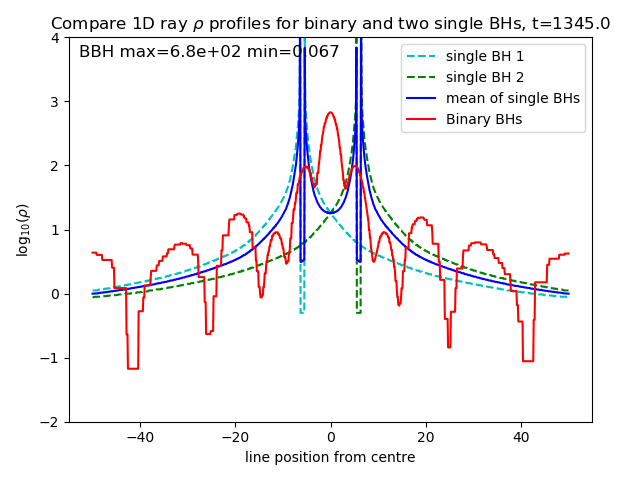 Compare 1D ray ρ profiles for binary and two single BHs, t=1345.0
BBH max=6.8e+02 min=0.067
single BH 1
single BH 2
mean of single BHs
Binary BHs
4
3
2
1
0
−1
−2
log₁₀(ρ)
−40
−20
0
20
40
line position from centre